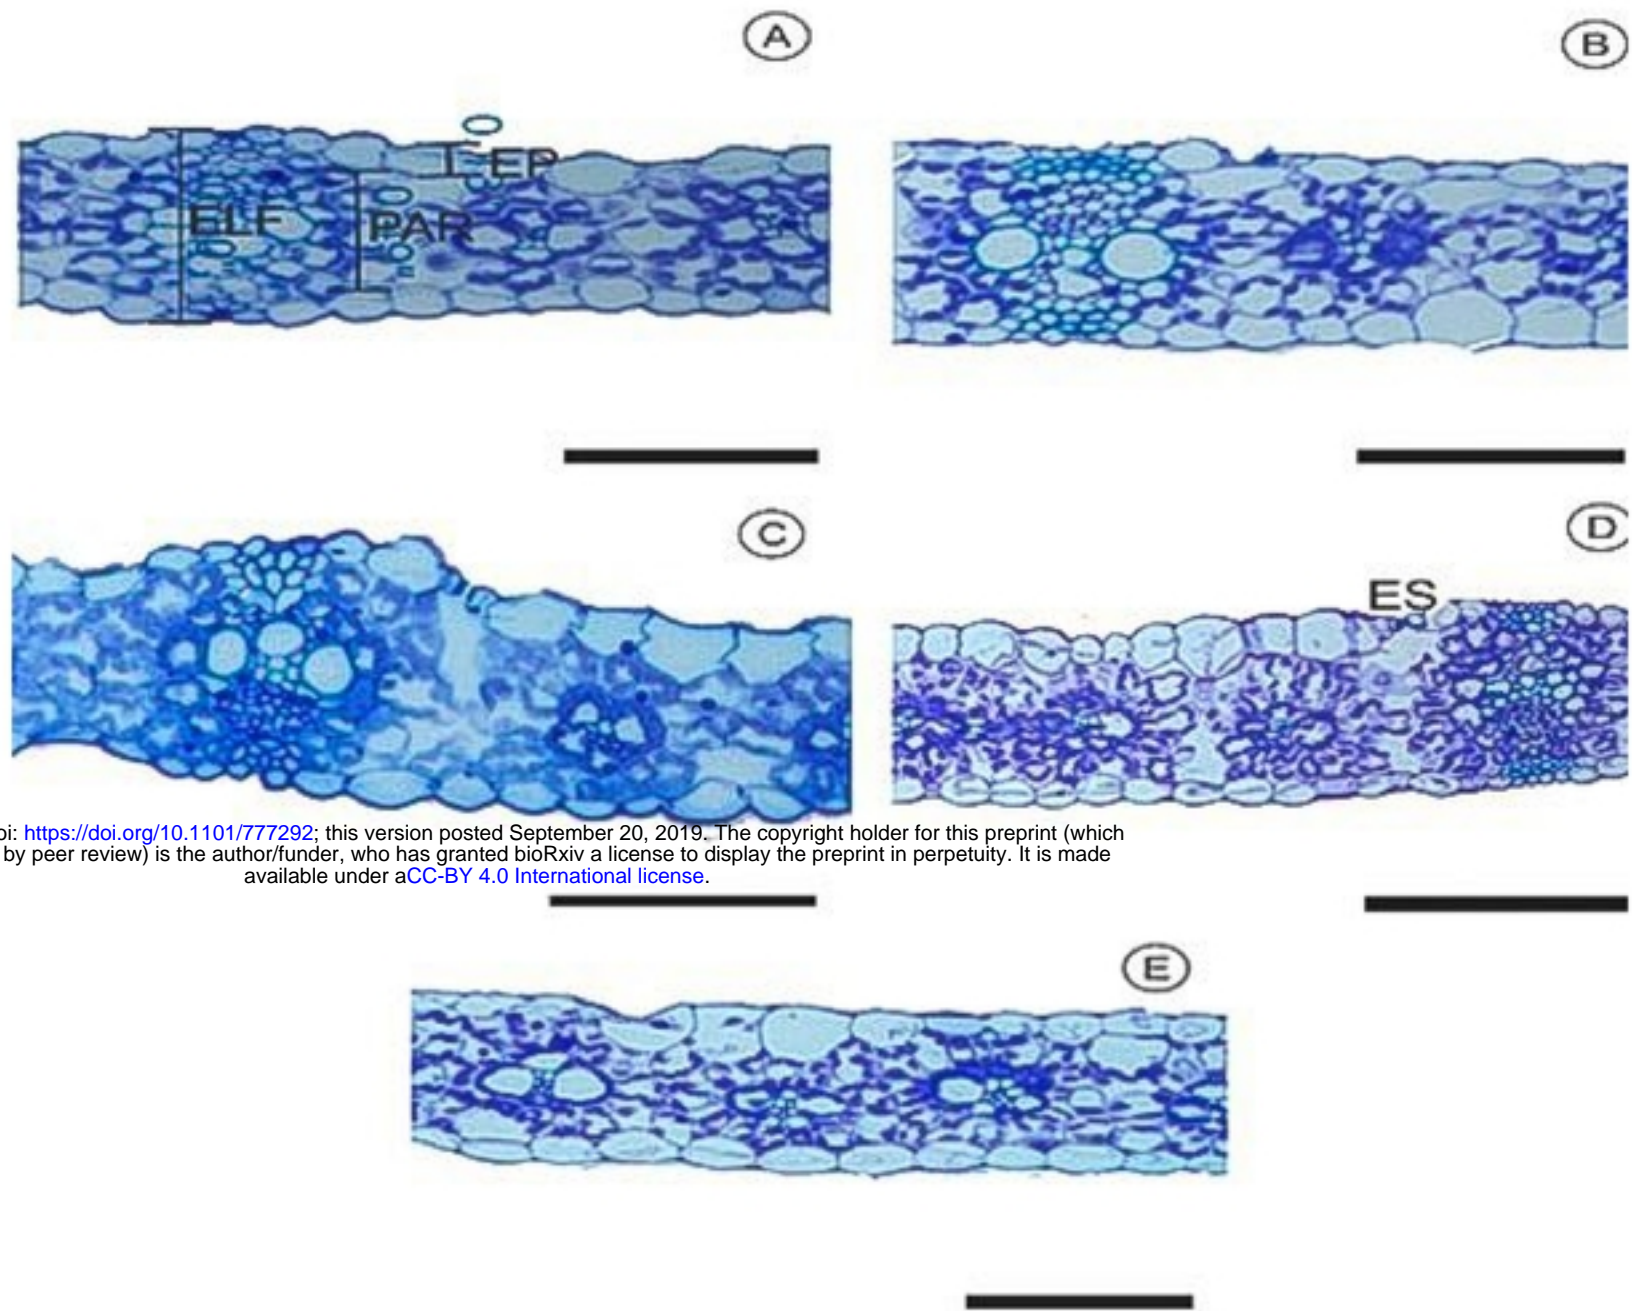 A
B
EP
ELF
PAR
C
D
ES
oi: https://doi.org/10.1101/777292; this version posted September 20, 2019. The copyright holder for this preprint (which
by peer review) is the author/funder, who has granted bioRxiv a license to display the preprint in perpetuity. It is made
available under aCC-BY 4.0 International license.
E